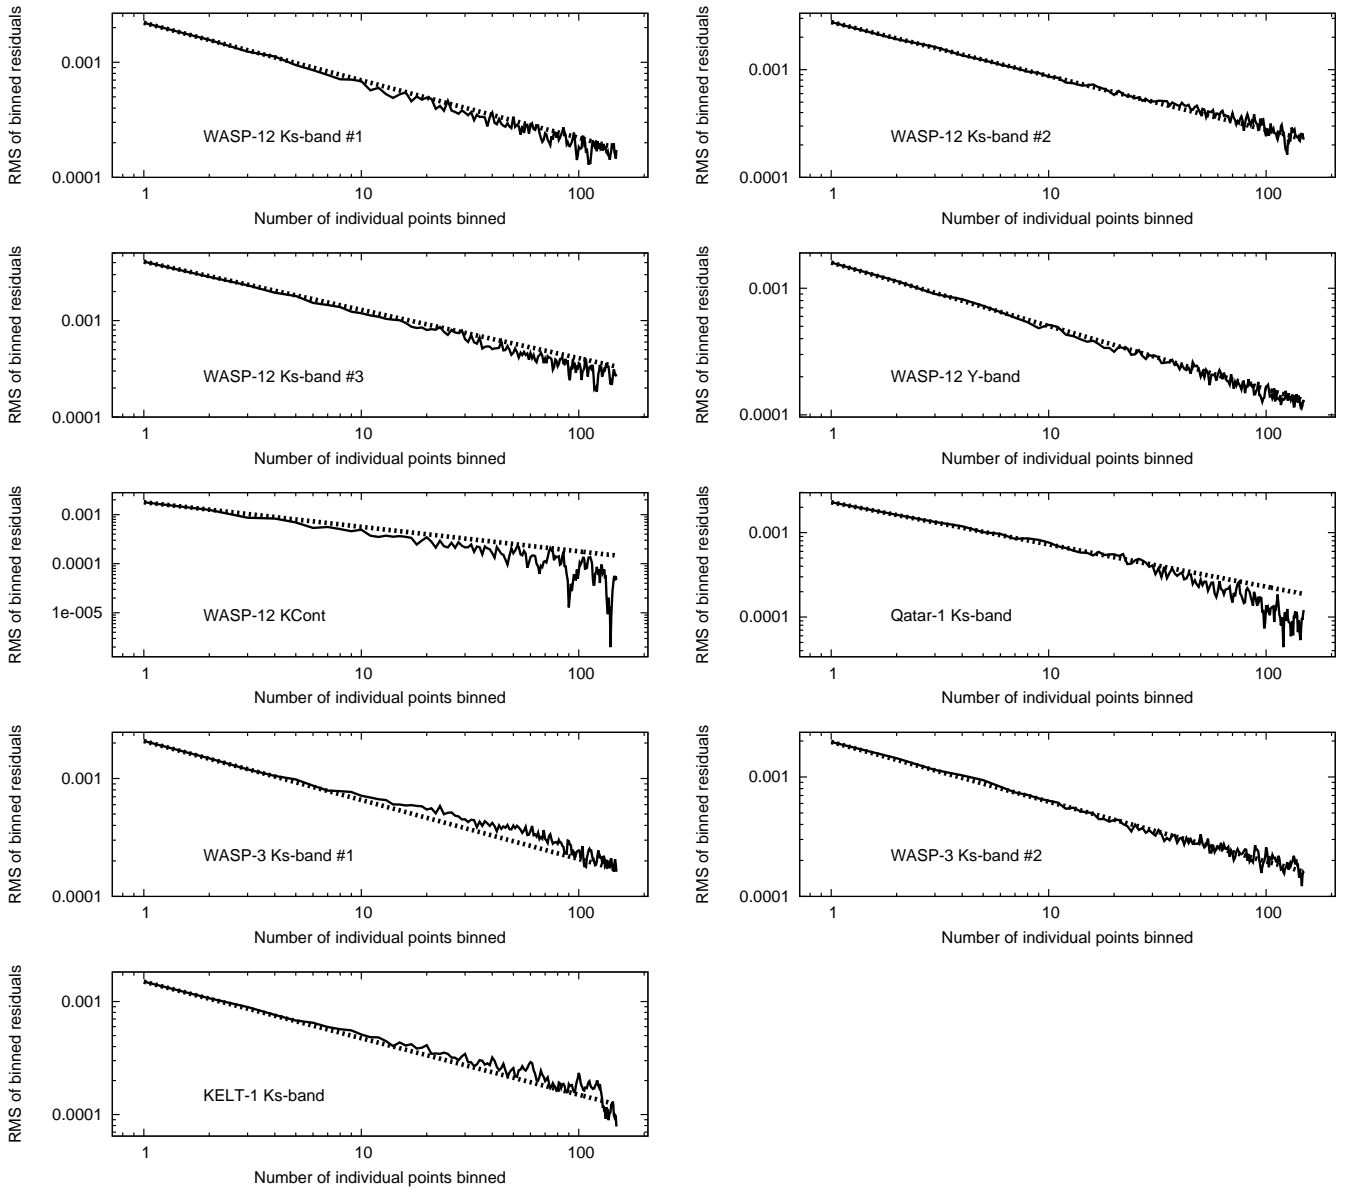 RMS of binned residuals
0.001
0.0001
WASP-12 Ks-band #1
1 10 100
Number of individual points binned
RMS of binned residuals
0.001
0.0001
WASP-12 Ks-band #2
1 10 100
Number of individual points binned
RMS of binned residuals
0.001
0.0001
WASP-12 Ks-band #3
1 10 100
Number of individual points binned
RMS of binned residuals
0.001
0.0001
WASP-12 Y-band
1 10 100
Number of individual points binned
RMS of binned residuals
0.001
0.0001
1e-005
WASP-12 KCont
1 10 100
Number of individual points binned
RMS of binned residuals
0.001
0.0001
Qatar-1 Ks-band
1 10 100
Number of individual points binned
RMS of binned residuals
0.001
0.0001
WASP-3 Ks-band #1
1 10 100
Number of individual points binned
RMS of binned residuals
0.001
0.0001
WASP-3 Ks-band #2
1 10 100
Number of individual points binned
RMS of binned residuals
0.001
0.0001
KELT-1 Ks-band
1 10 100
Number of individual points binned